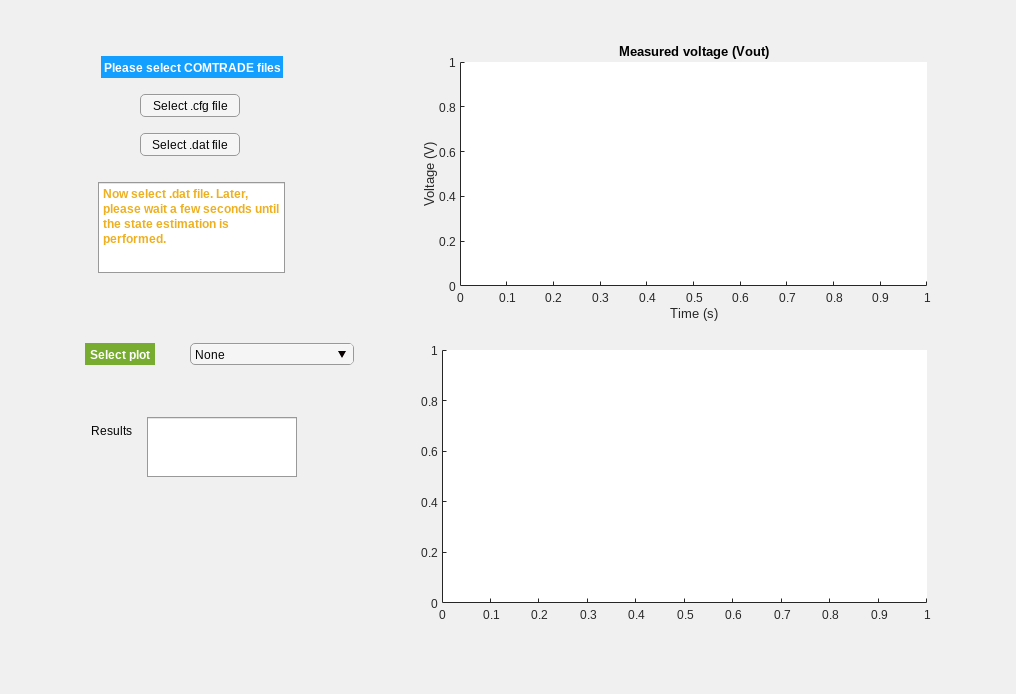 Please select COMTRADE files
Select .cfg file
Select .dat file
Now select .dat file. Later,
please wait a few seconds until
the state estimation is
performed.
Select plot
None
Results
Measured voltage (Vout)
Voltage (V)
1
0.8
0.6
0.4
0.2
0
0 0.1 0.2 0.3 0.4 0.5 0.6 0.7 0.8 0.9 1
Time (s)
1
0.8
0.6
0.4
0.2
0
0 0.1 0.2 0.3 0.4 0.5 0.6 0.7 0.8 0.9 1